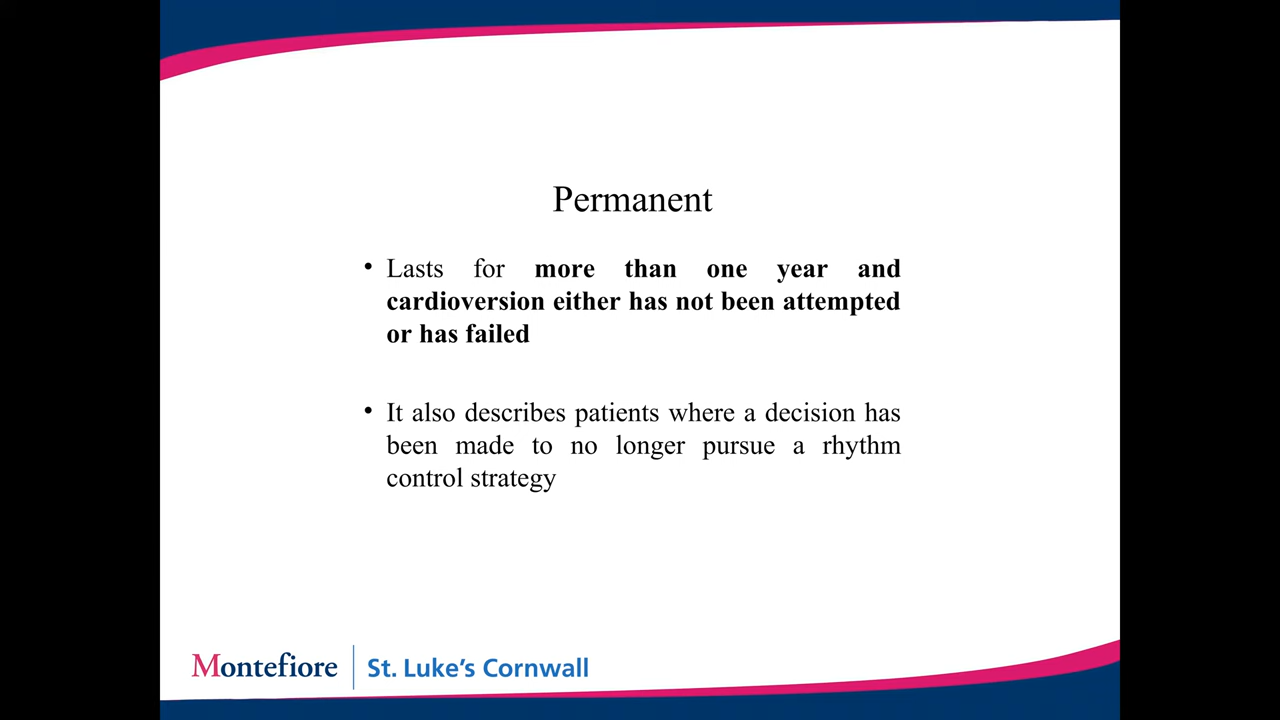 Permanent
• Lasts for more than one year and
cardioversion either has not been attempted
or has failed
• It also describes patients where a decision has
been made to no longer pursue a rhythm
control strategy
Montefiore | St. Luke's Cornwall